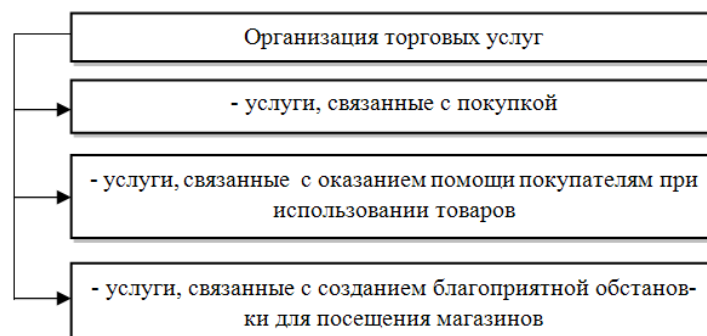 Организация торговых услуг
- услуги, связанные с покупкой
- услуги, связанные с оказанием помощи покупателям при
использовании товаров
- услуги, связанные с созданием благоприятной обстанов-
ки для посещения магазинов